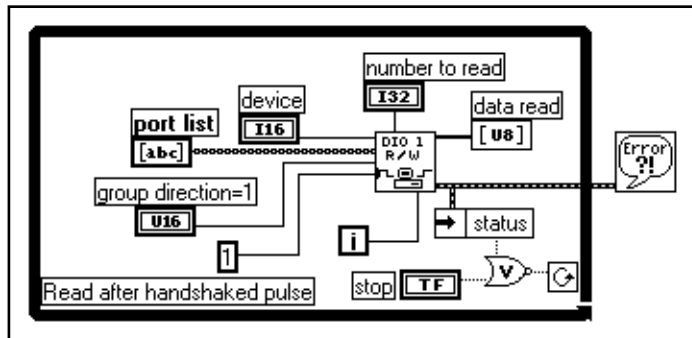 number to read
I32
device
I16
data read
[U8]
port list
[abc]
DIO 1
R/W
Error
?!
group direction=1
U16
status
i
1
V
stop
TF
Read after handshaked pulse